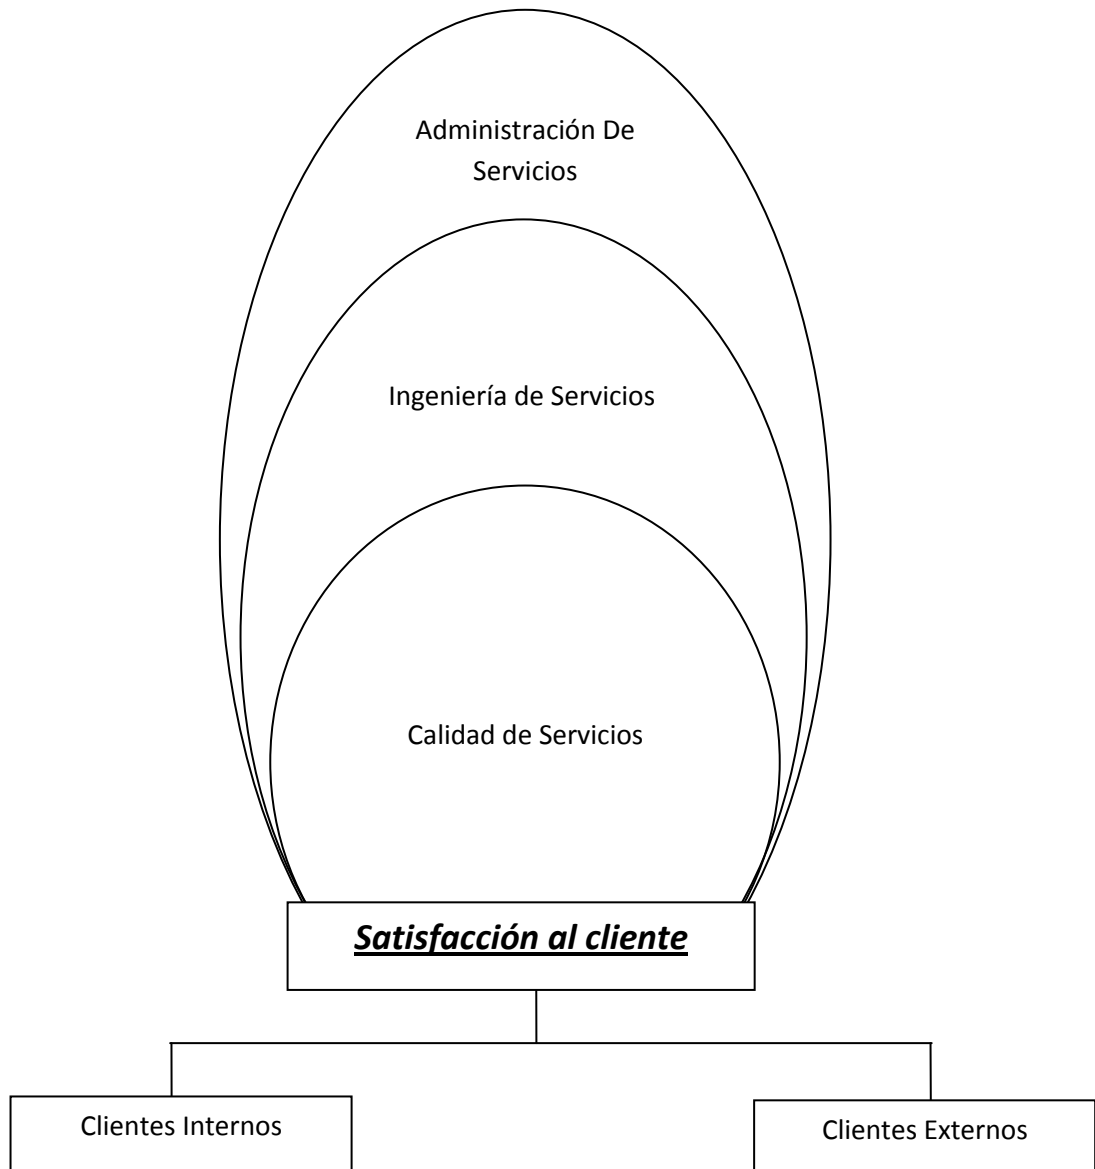 Administración De
Servicios
Ingeniería de Servicios
Calidad de Servicios
Satisfacción al cliente
Clientes Internos
Clientes Externos